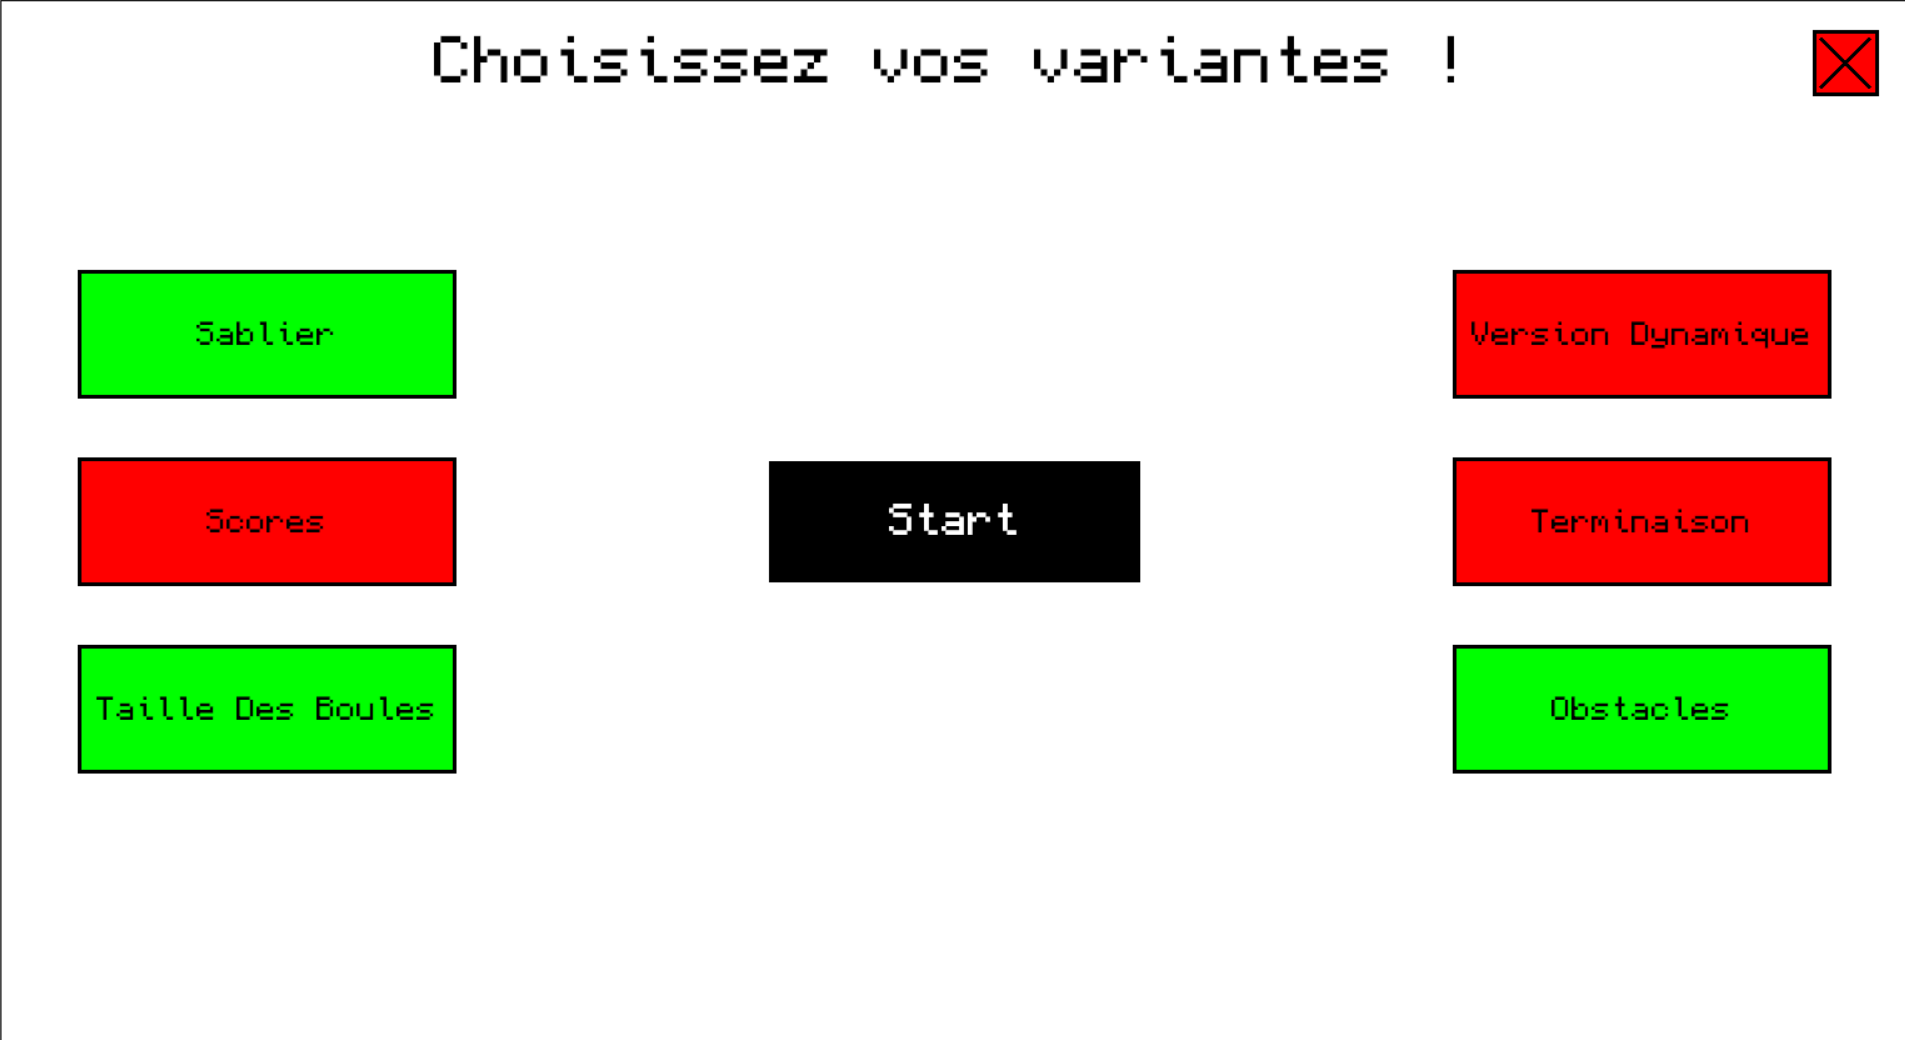 Choisissez vos variantes !
Sablier
Version Dynamique
Scores
Start
Terminaison
Taille Des Boules
Obstacles